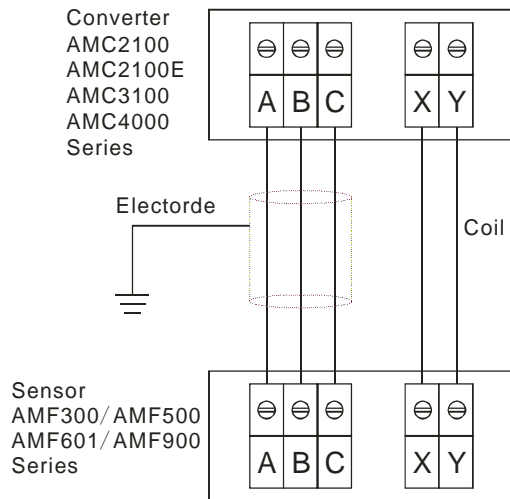 Converter
AMC2100
AMC2100E
AMC3100
AMC4000
Series
A B C X Y
Electorde
Coil
Sensor
AMF300/AMF500
AMF601/AMF900
Series
A B C X Y